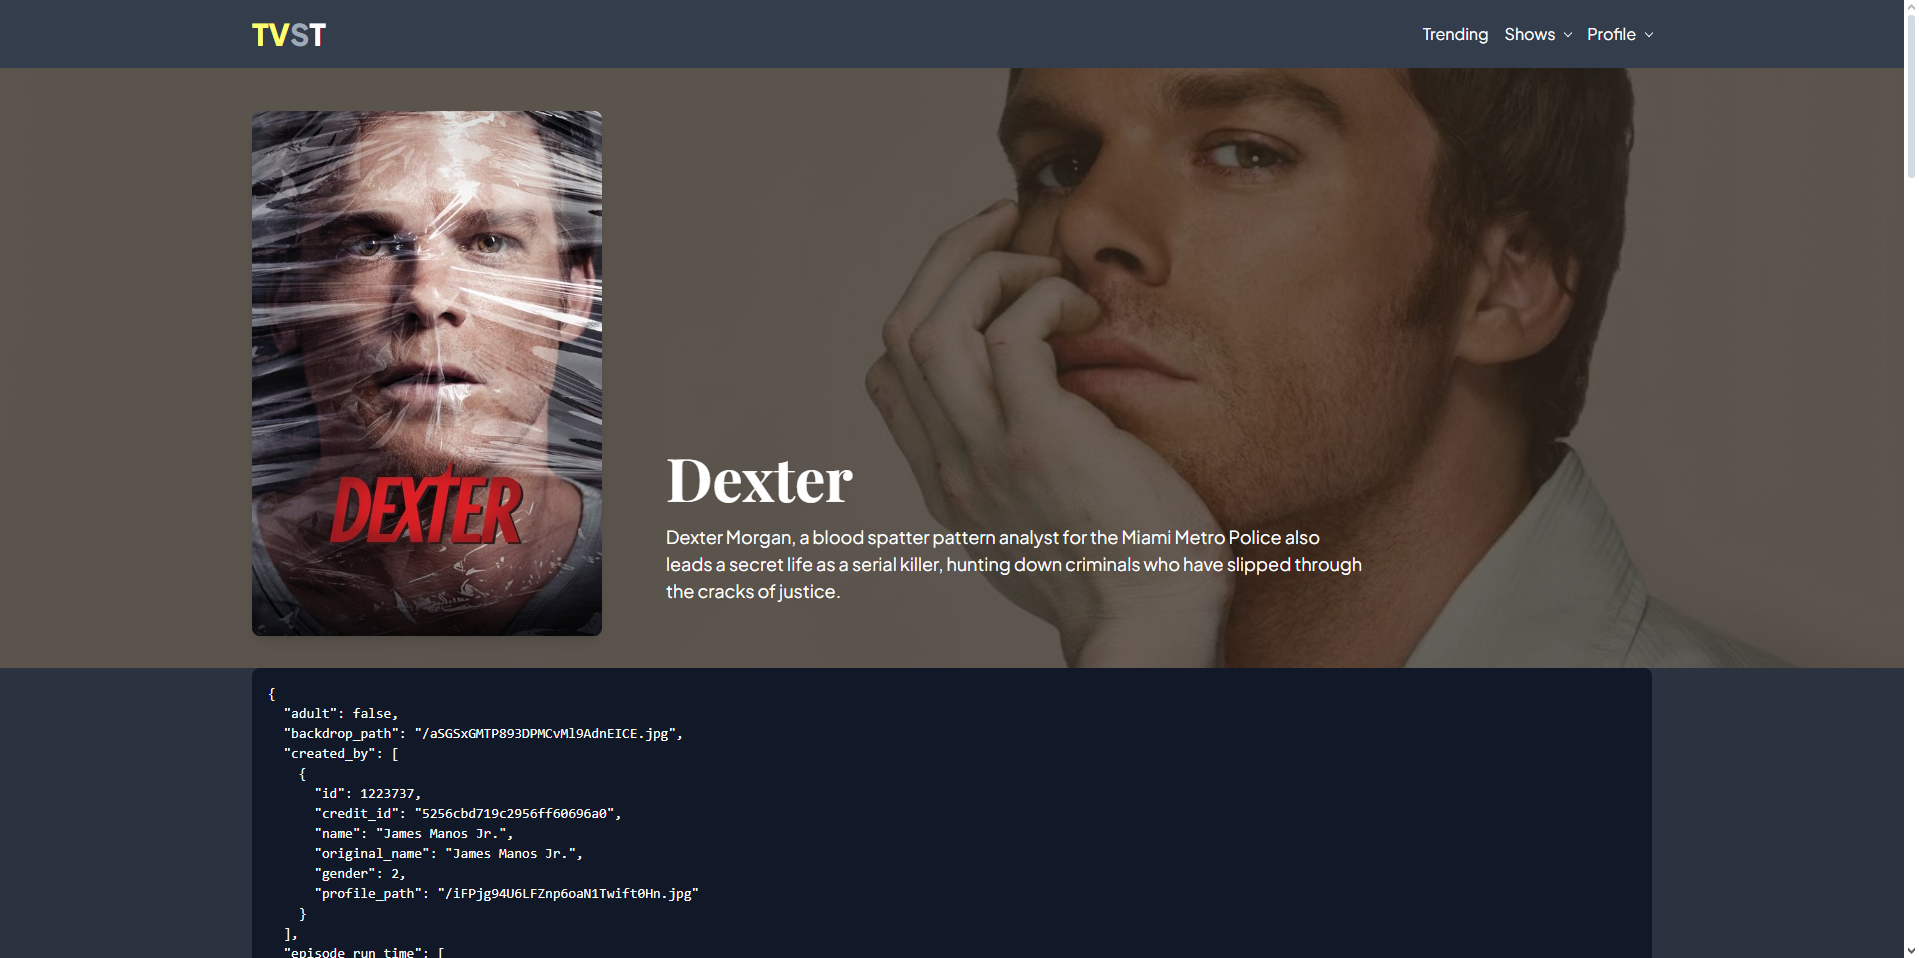 TVST
Trending
Shows
Profile
DEXTER
Dexter
Dexter Morgan, a blood spatter pattern analyst for the Miami Metro Police also
leads a secret life as a serial killer, hunting down criminals who have slipped through
the cracks of justice.
{
"adult": false,
"backdrop_path": "/aSGSxGMTP893DPMCvMl9AdnEICE.jpg",
"created_by": [
{
"id": 1223737,
"credit_id": "5256cbd719c2956ff60696a0",
"name": "James Manos Jr.",
"original_name": "James Manos Jr.",
"gender": 2,
"profile_path": "/iFPjg94U6LFZnp6oaN1Twift0Hn.jpg"
}
],
"episode_run_time": [